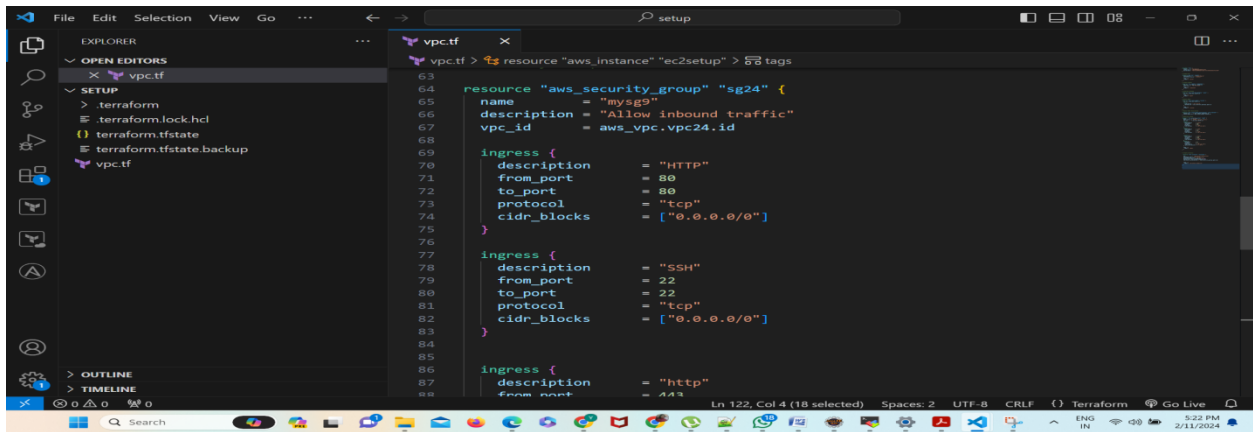 File Edit Selection View Go ... setup
EXPLORER ...
OPEN EDITORS
vpc.tf
SETUP
.terraform
.terraform.lock.hcl
terraform.tfstate
terraform.tfstate.backup
vpc.tf
OUTLINE
TIMELINE
vpc.tf
vpc.tf > resource "aws_instance" "ec2setup" > tags
63
64 resource "aws_security_group" "sg24" {
65 name = "mysg9"
66 description = "Allow inbound traffic"
67 vpc_id = aws_vpc.vpc24.id
68
69 ingress {
70 description = "HTTP"
71 from_port = 80
72 to_port = 80
73 protocol = "tcp"
74 cidr_blocks = ["0.0.0.0/0"]
75 }
76
77 ingress {
78 description = "SSH"
79 from_port = 22
80 to_port = 22
81 protocol = "tcp"
82 cidr_blocks = ["0.0.0.0/0"]
83 }
84
85
86 ingress {
87 description = "http"
88 from_port = 443
0 0 0 Ln 122, Col 4 (18 selected) Spaces: 2 UTF-8 CRLF {} Terraform Go Live
Search ENG IN 5:22 PM 2/11/2024